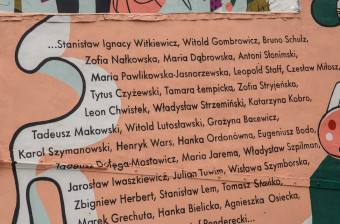 ...Stanisław Ignacy Witkiewicz, Witold Gombrowicz, Bruno Schulz,
Zofia Nałkowska, Maria Dąbrowska, Antoni Słonimski,
Maria Pawlikowska-Jasnorzewska, Leopold Staff, Czesław Miłosz,
Tytus Czyżewski, Tamara Łempicka, Zofia Stryjeńska,
Leon Chwistek, Władysław Strzemiński, Katarzyna Kobro,
Tadeusz Makowski, Witold Lutosławski, Grażyna Bacewicz,
Karol Szymanowski, Henryk Wars, Hanka Ordonówna, Eugeniusz Bodo,
Tadeusz Dołęga-Mostowicz, Maria Jarema, Władysław Szpilman,
Jarosław Iwaszkiewicz, Julian Tuwim, Wisława Szymborska,
Zbigniew Herbert, Stanisław Lem, Tomasz Stańko,
Marek Grechuta, Hanka Bielicka, Agnieszka Osiecka,
Penderecki...